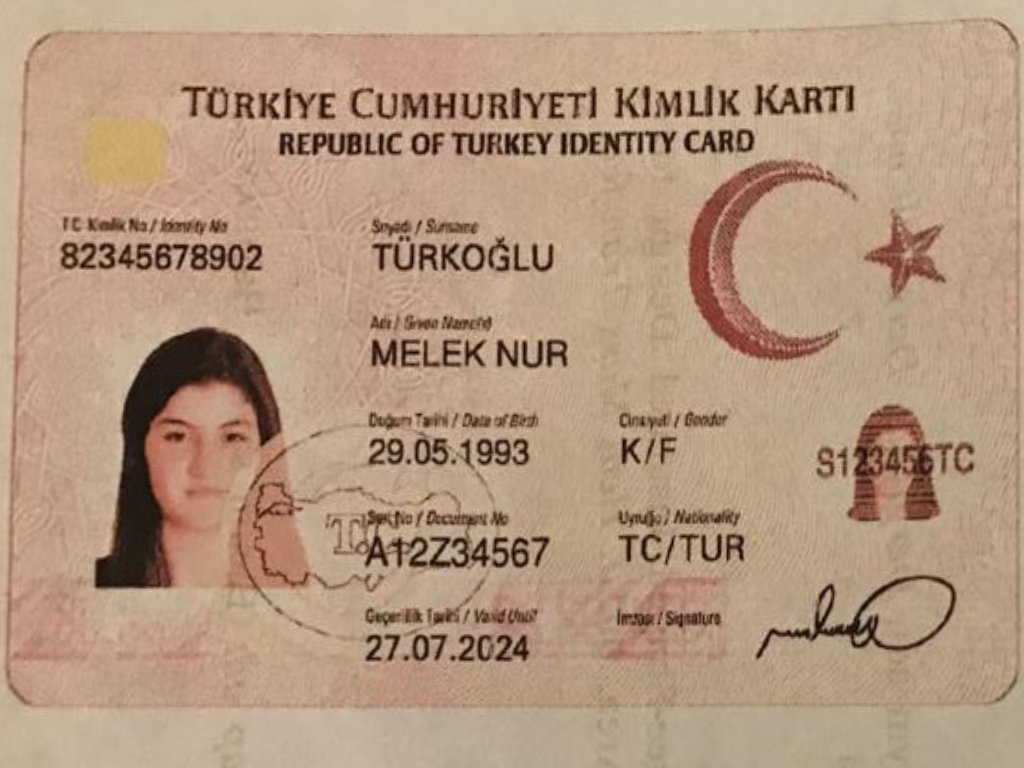 TÜRKİYE CUMHURİYETİ KİMLİK KARTI
REPUBLIC OF TURKEY IDENTITY CARD
T.C. Kimlik No / Identity No
82345678902
Soyadı / Surname
TÜRKOĞLU
Adı / Given Name(s)
MELEK NUR
Doğum Tarihi / Date of Birth
29.05.1993
Cinsiyeti / Gender
K/F
S123456TC
Seri No / Document No
A12Z34567
Uyruğu / Nationality
TC/TUR
Geçerlilik Tarihi / Valid Until
27.07.2024
İmzası / Signature